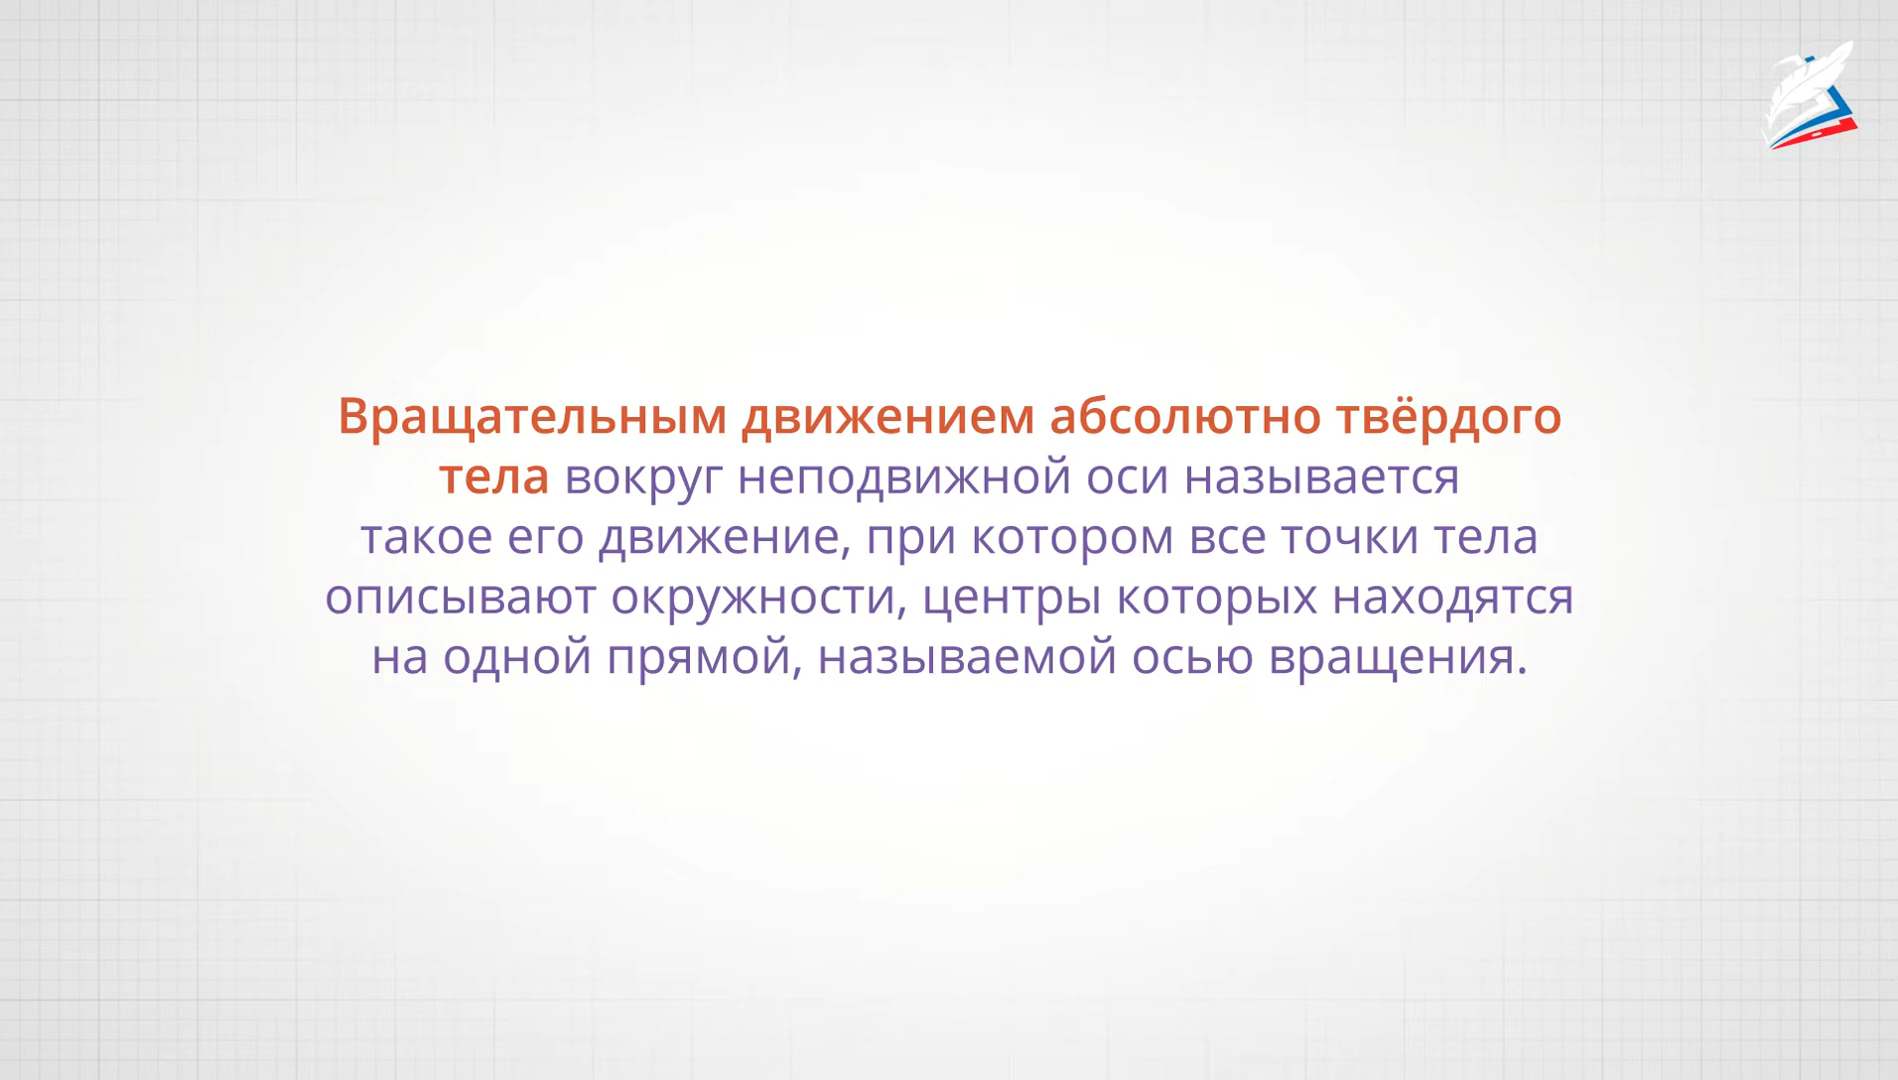 Вращательным движением абсолютно твёрдого
тела вокруг неподвижной оси называется
такое его движение, при котором все точки тела
описывают окружности, центры которых находятся
на одной прямой, называемой осью вращения.